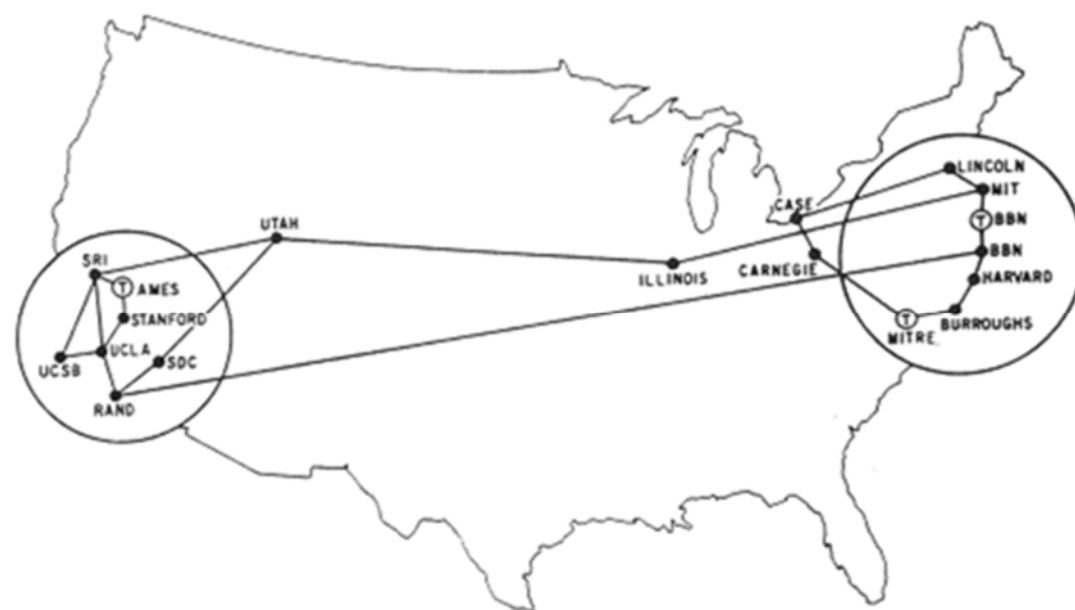 UTAH
SRI
T AMES
STANFORD
UCLA
UCSB
SDC
RAND
ILLINOIS
CASE
CARNEGIE
LINCOLN
MIT
T BBN
BBN
HARVARD
BURROUGHS
T
MITRE